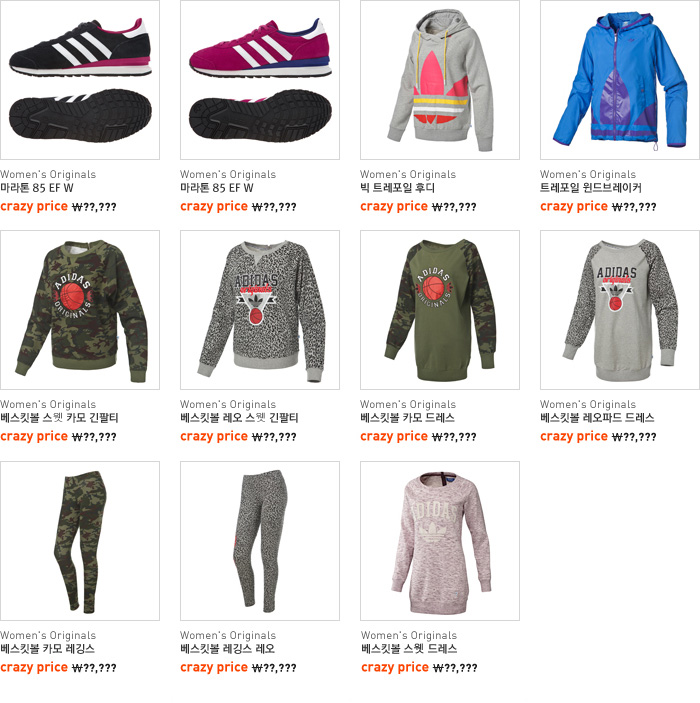 Women's Originals
마라톤 85 EF W
crazy price ₩??,???
Women's Originals
마라톤 85 EF W
crazy price ₩??,???
Women's Originals
빅 트레포일 후디
crazy price ₩??,???
Women's Originals
트레포일 윈드브레이커
crazy price ₩??,???
ADIDAS
ORIGINALS
Women's Originals
베스킷볼 스웻 카모 긴팔티
crazy price ₩??,???
ADIDAS
Women's Originals
베스킷볼 레오 스웻 긴팔티
crazy price ₩??,???
ADIDAS
ORIGINALS
Women's Originals
베스킷볼 카모 드레스
crazy price ₩??,???
ADIDAS
Women's Originals
베스킷볼 레오파드 드레스
crazy price ₩??,???
Women's Originals
베스킷볼 카모 레깅스
crazy price ₩??,???
Women's Originals
베스킷볼 레깅스 레오
crazy price ₩??,???
ADIDAS
Women's Originals
베스킷볼 스웻 드레스
crazy price ₩??,???